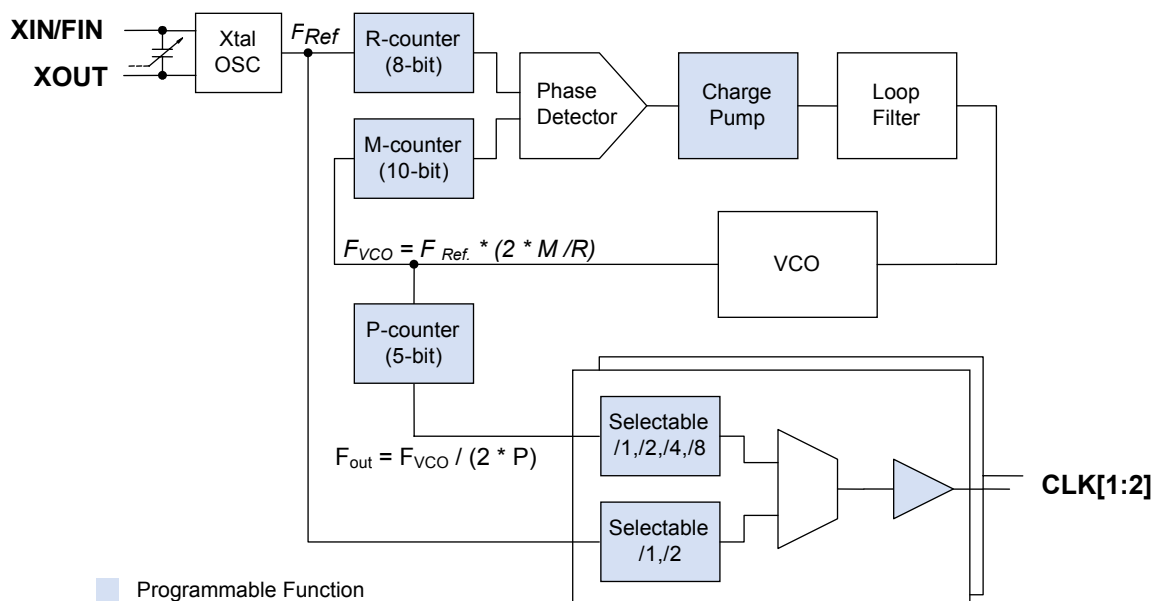 XIN/FIN
XOUT
Xtal
OSC
FRef
R-counter
(8-bit)
M-counter
(10-bit)
Phase
Detector
Charge
Pump
Loop
Filter
FVCO = F Ref. * (2 * M /R)
VCO
P-counter
(5-bit)
Fout = FVCO / (2 * P)
Selectable
/1,/2,/4,/8
Selectable
/1,/2
CLK[1:2]
Programmable Function